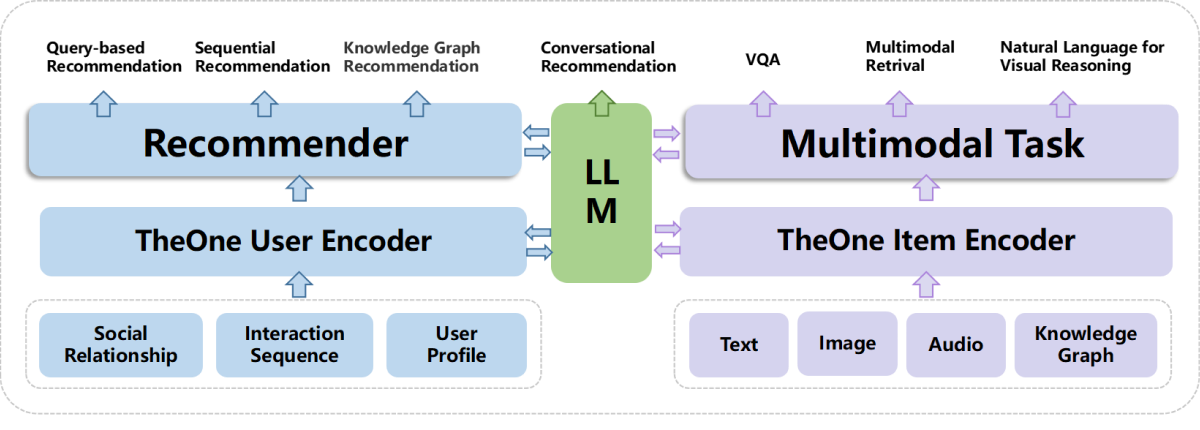 Query-based
Recommendation
Sequential
Recommendation
Knowledge Graph
Recommendation
Conversational
Recommendation
VQA
Multimodal
Retrival
Natural Language for
Visual Reasoning
Recommender
LL
M
Multimodal Task
TheOne User Encoder
TheOne Item Encoder
Social
Relationship
Interaction
Sequence
User
Profile
Text
Image
Audio
Knowledge
Graph